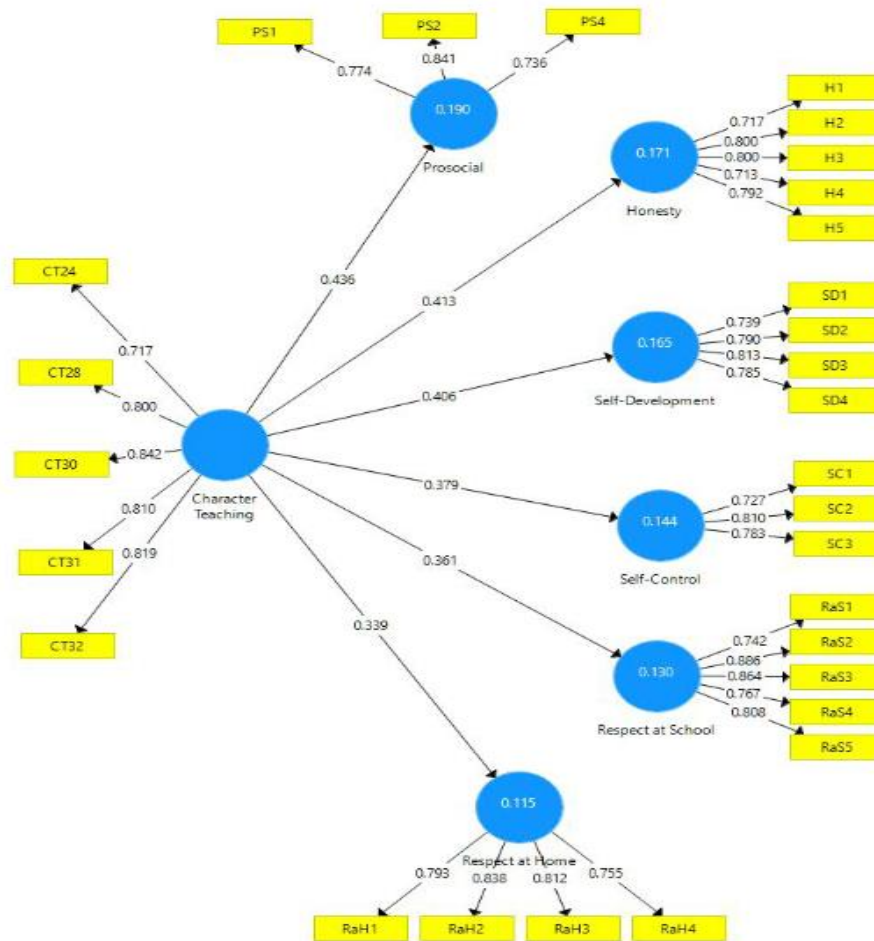 PS1
PS2
PS4
0.774
0.841
0.736
0.190
Prosocial
H1
H2
H3
H4
H5
0.717
0.800
0.800
0.713
0.792
0.171
Honesty
CT24
CT28
CT30
CT31
CT32
0.717
0.800
0.842
0.810
0.819
Character
Teaching
0.436
0.413
0.406
0.379
0.361
0.339
SD1
SD2
SD3
SD4
0.739
0.790
0.813
0.785
0.165
Self-Development
SC1
SC2
SC3
0.727
0.810
0.783
0.144
Self-Control
RaS1
RaS2
RaS3
RaS4
RaS5
0.742
0.886
0.864
0.767
0.808
0.130
Respect at School
0.115
Respect at Home
0.793
0.838
0.812
0.755
RaH1
RaH2
RaH3
RaH4